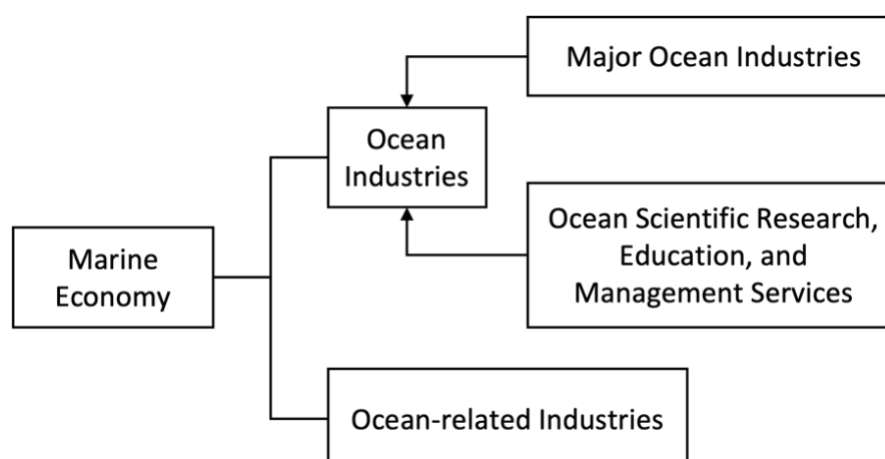 Major Ocean Industries
Ocean
Industries
Ocean Scientific Research,
Education, and
Management Services
Marine
Economy
Ocean-related Industries